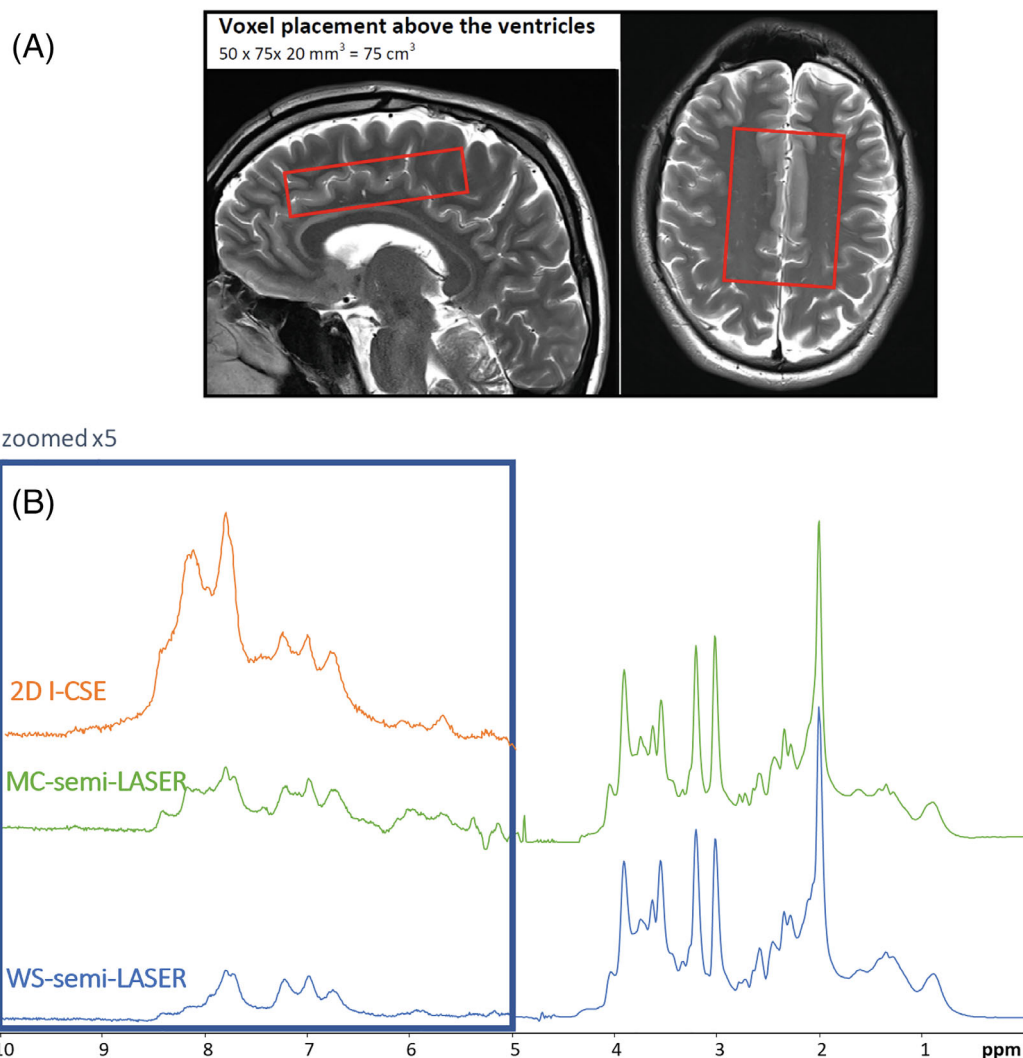 (A)
Voxel placement above the ventricles
50 x 75x 20 mm³ = 75 cm³
zoomed x5
(B)
2D I-CSE
MC-semi-LASER
WS-semi-LASER
10 9 8 7 6 5 4 3 2 1 ppm